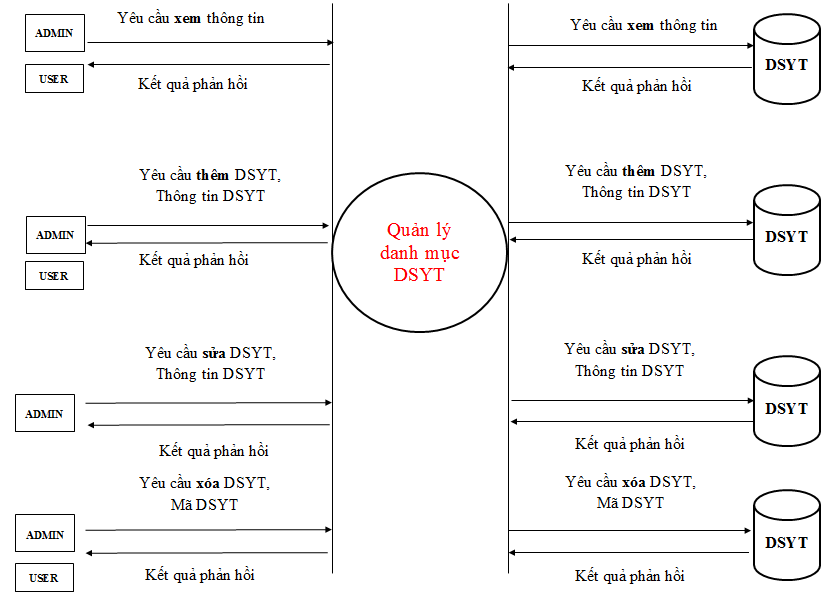 Yêu cầu xem thông tin
ADMIN
USER
Kết quả phản hồi
Yêu cầu xem thông tin
DSYT
Kết quả phản hồi
Yêu cầu thêm DSYT,
Thông tin DSYT
ADMIN
USER
Kết quả phản hồi
Quản lý
danh mục
DSYT
Yêu cầu thêm DSYT,
Thông tin DSYT
DSYT
Kết quả phản hồi
Yêu cầu sửa DSYT,
Thông tin DSYT
ADMIN
Kết quả phản hồi
Yêu cầu sửa DSYT,
Thông tin DSYT
DSYT
Kết quả phản hồi
Yêu cầu xóa DSYT,
Mã DSYT
ADMIN
USER
Kết quả phản hồi
Yêu cầu xóa DSYT,
Mã DSYT
DSYT
Kết quả phản hồi